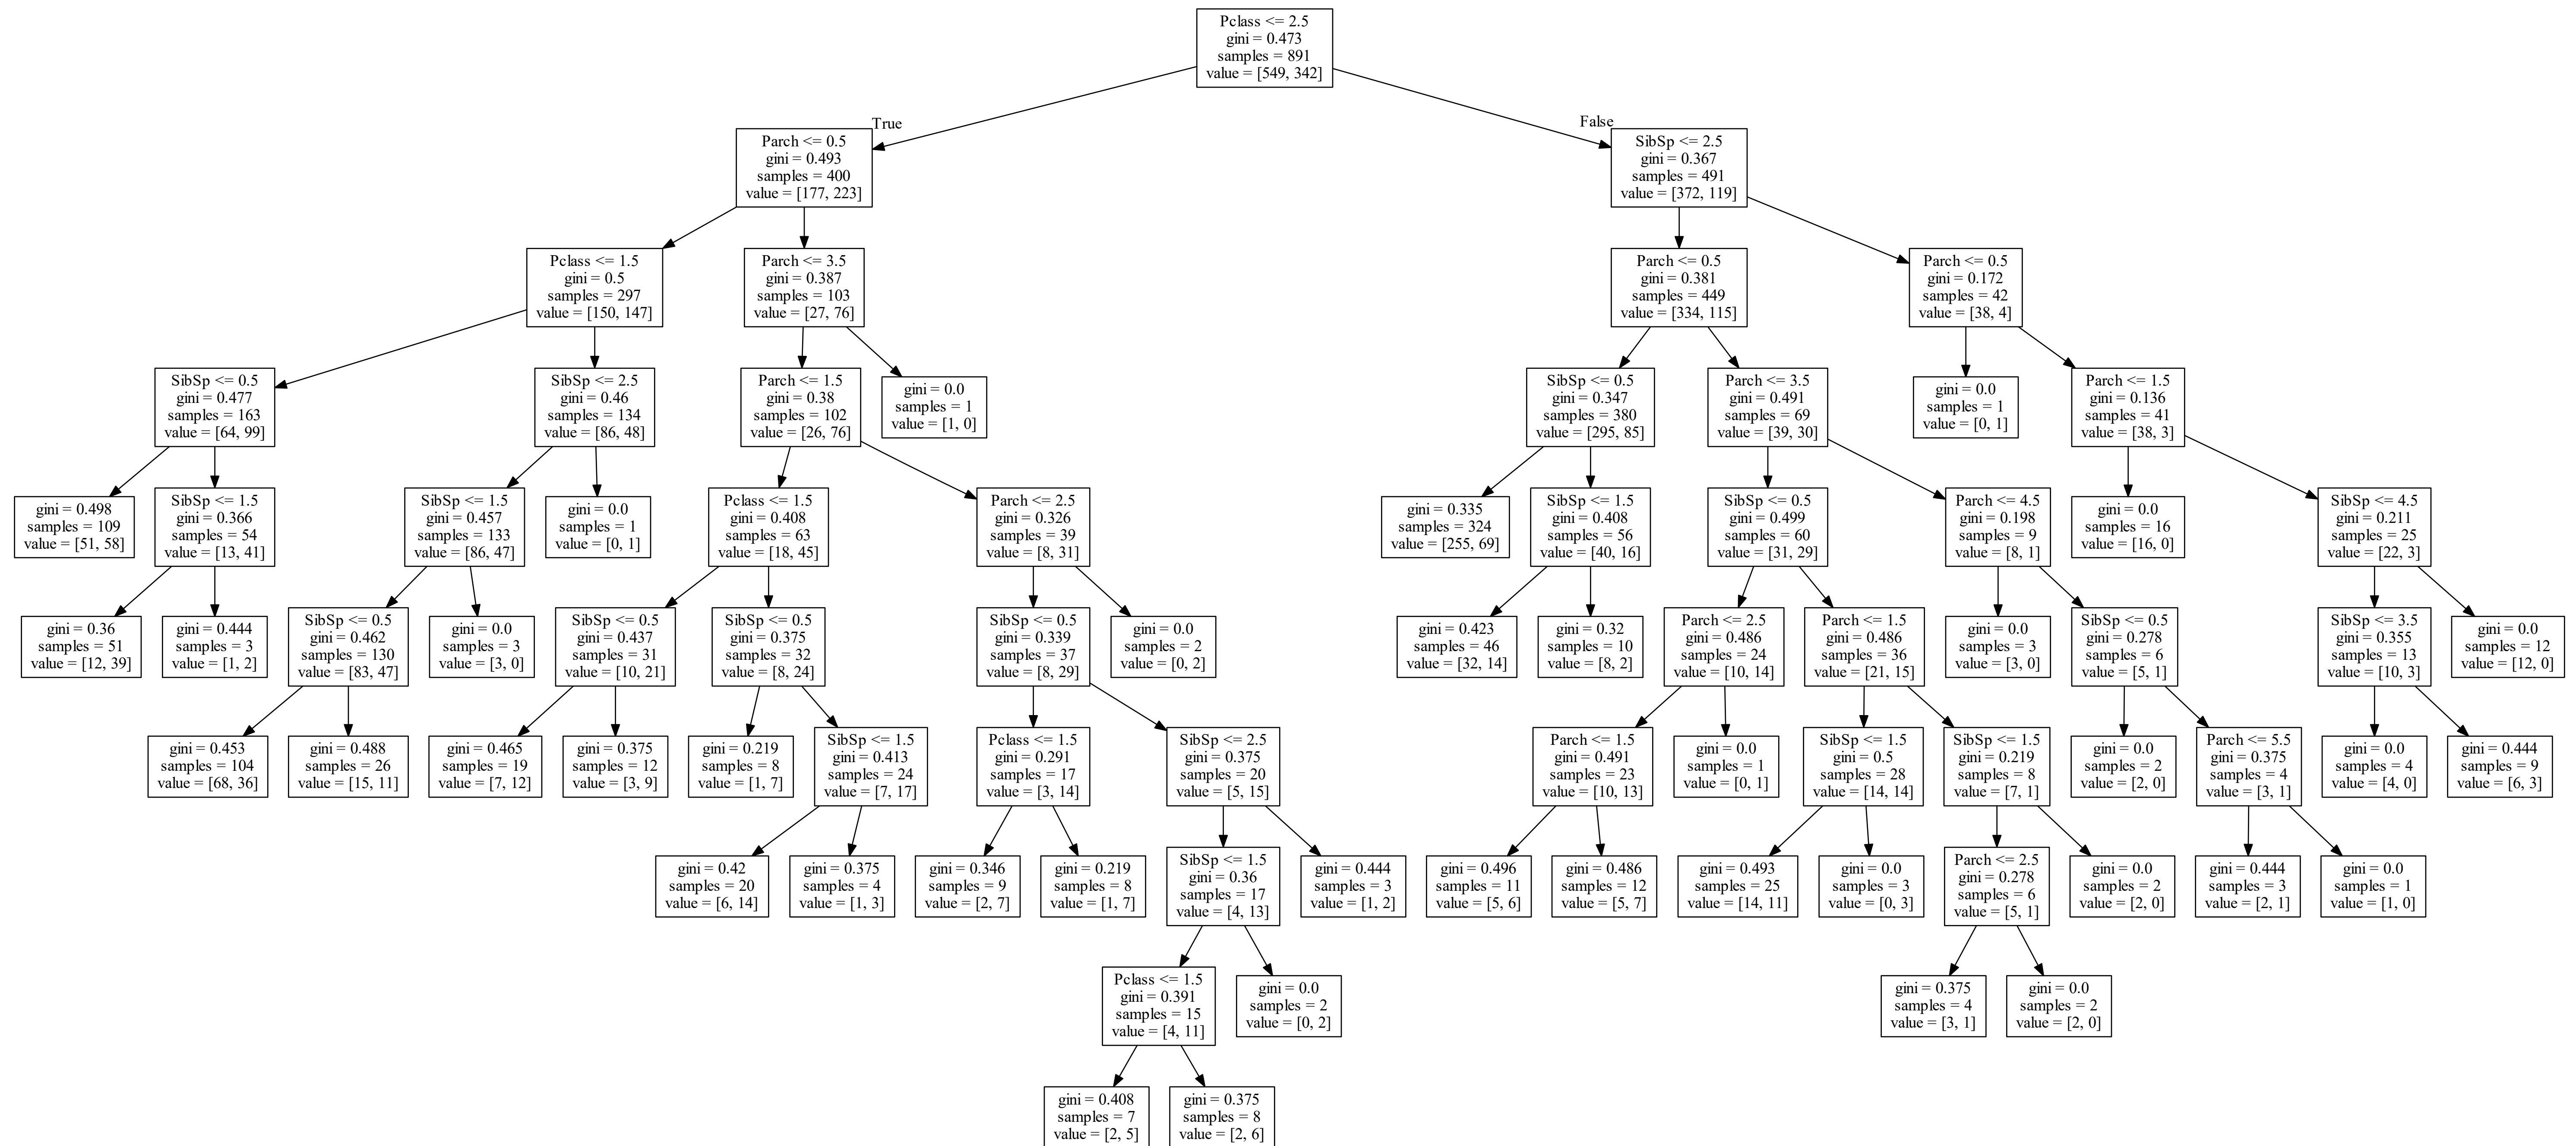 Pclass <= 2.5
gini = 0.473
samples = 891
value = [549, 342]
True
False
Parch <= 0.5
gini = 0.493
samples = 400
value = [177, 223]
SibSp <= 2.5
gini = 0.367
samples = 491
value = [372, 119]
Pclass <= 1.5
gini = 0.5
samples = 297
value = [150, 147]
Parch <= 3.5
gini = 0.387
samples = 103
value = [27, 76]
Parch <= 0.5
gini = 0.381
samples = 449
value = [334, 115]
Parch <= 0.5
gini = 0.172
samples = 42
value = [38, 4]
SibSp <= 0.5
gini = 0.477
samples = 163
value = [64, 99]
SibSp <= 2.5
gini = 0.46
samples = 134
value = [86, 48]
Parch <= 1.5
gini = 0.38
samples = 102
value = [26, 76]
gini = 0.0
samples = 1
value = [1, 0]
SibSp <= 0.5
gini = 0.347
samples = 380
value = [295, 85]
Parch <= 3.5
gini = 0.491
samples = 69
value = [39, 30]
gini = 0.0
samples = 1
value = [0, 1]
Parch <= 1.5
gini = 0.136
samples = 41
value = [38, 3]
gini = 0.498
samples = 109
value = [51, 58]
SibSp <= 1.5
gini = 0.366
samples = 54
value = [13, 41]
SibSp <= 1.5
gini = 0.457
samples = 133
value = [86, 47]
gini = 0.0
samples = 1
value = [0, 1]
Pclass <= 1.5
gini = 0.408
samples = 63
value = [18, 45]
Parch <= 2.5
gini = 0.326
samples = 39
value = [8, 31]
gini = 0.335
samples = 324
value = [255, 69]
SibSp <= 1.5
gini = 0.408
samples = 56
value = [40, 16]
SibSp <= 0.5
gini = 0.499
samples = 60
value = [31, 29]
Parch <= 4.5
gini = 0.198
samples = 9
value = [8, 1]
gini = 0.0
samples = 16
value = [16, 0]
SibSp <= 4.5
gini = 0.211
samples = 25
value = [22, 3]
gini = 0.36
samples = 51
value = [12, 39]
gini = 0.444
samples = 3
value = [1, 2]
SibSp <= 0.5
gini = 0.462
samples = 130
value = [83, 47]
gini = 0.0
samples = 3
value = [3, 0]
SibSp <= 0.5
gini = 0.437
samples = 31
value = [10, 21]
SibSp <= 0.5
gini = 0.375
samples = 32
value = [8, 24]
SibSp <= 0.5
gini = 0.339
samples = 37
value = [8, 29]
gini = 0.0
samples = 2
value = [0, 2]
gini = 0.423
samples = 46
value = [32, 14]
gini = 0.32
samples = 10
value = [8, 2]
Parch <= 2.5
gini = 0.486
samples = 24
value = [10, 14]
Parch <= 1.5
gini = 0.486
samples = 36
value = [21, 15]
gini = 0.0
samples = 3
value = [3, 0]
SibSp <= 0.5
gini = 0.278
samples = 6
value = [5, 1]
SibSp <= 3.5
gini = 0.355
samples = 13
value = [10, 3]
gini = 0.0
samples = 12
value = [12, 0]
gini = 0.453
samples = 104
value = [68, 36]
gini = 0.488
samples = 26
value = [15, 11]
gini = 0.465
samples = 19
value = [7, 12]
gini = 0.375
samples = 12
value = [3, 9]
gini = 0.219
samples = 8
value = [1, 7]
SibSp <= 1.5
gini = 0.413
samples = 24
value = [7, 17]
Pclass <= 1.5
gini = 0.291
samples = 17
value = [3, 14]
SibSp <= 2.5
gini = 0.375
samples = 20
value = [5, 15]
Parch <= 1.5
gini = 0.491
samples = 23
value = [10, 13]
gini = 0.0
samples = 1
value = [0, 1]
SibSp <= 1.5
gini = 0.5
samples = 28
value = [14, 14]
SibSp <= 1.5
gini = 0.219
samples = 8
value = [7, 1]
gini = 0.0
samples = 2
value = [2, 0]
Parch <= 5.5
gini = 0.375
samples = 4
value = [3, 1]
gini = 0.0
samples = 4
value = [4, 0]
gini = 0.444
samples = 9
value = [6, 3]
gini = 0.42
samples = 20
value = [6, 14]
gini = 0.375
samples = 4
value = [1, 3]
gini = 0.346
samples = 9
value = [2, 7]
gini = 0.219
samples = 8
value = [1, 7]
SibSp <= 1.5
gini = 0.36
samples = 17
value = [4, 13]
gini = 0.444
samples = 3
value = [1, 2]
gini = 0.496
samples = 11
value = [5, 6]
gini = 0.486
samples = 12
value = [5, 7]
gini = 0.493
samples = 25
value = [14, 11]
gini = 0.0
samples = 3
value = [0, 3]
Parch <= 2.5
gini = 0.278
samples = 6
value = [5, 1]
gini = 0.0
samples = 2
value = [2, 0]
gini = 0.444
samples = 3
value = [2, 1]
gini = 0.0
samples = 1
value = [1, 0]
Pclass <= 1.5
gini = 0.391
samples = 15
value = [4, 11]
gini = 0.0
samples = 2
value = [0, 2]
gini = 0.375
samples = 4
value = [3, 1]
gini = 0.0
samples = 2
value = [2, 0]
gini = 0.408
samples = 7
value = [2, 5]
gini = 0.375
samples = 8
value = [2, 6]